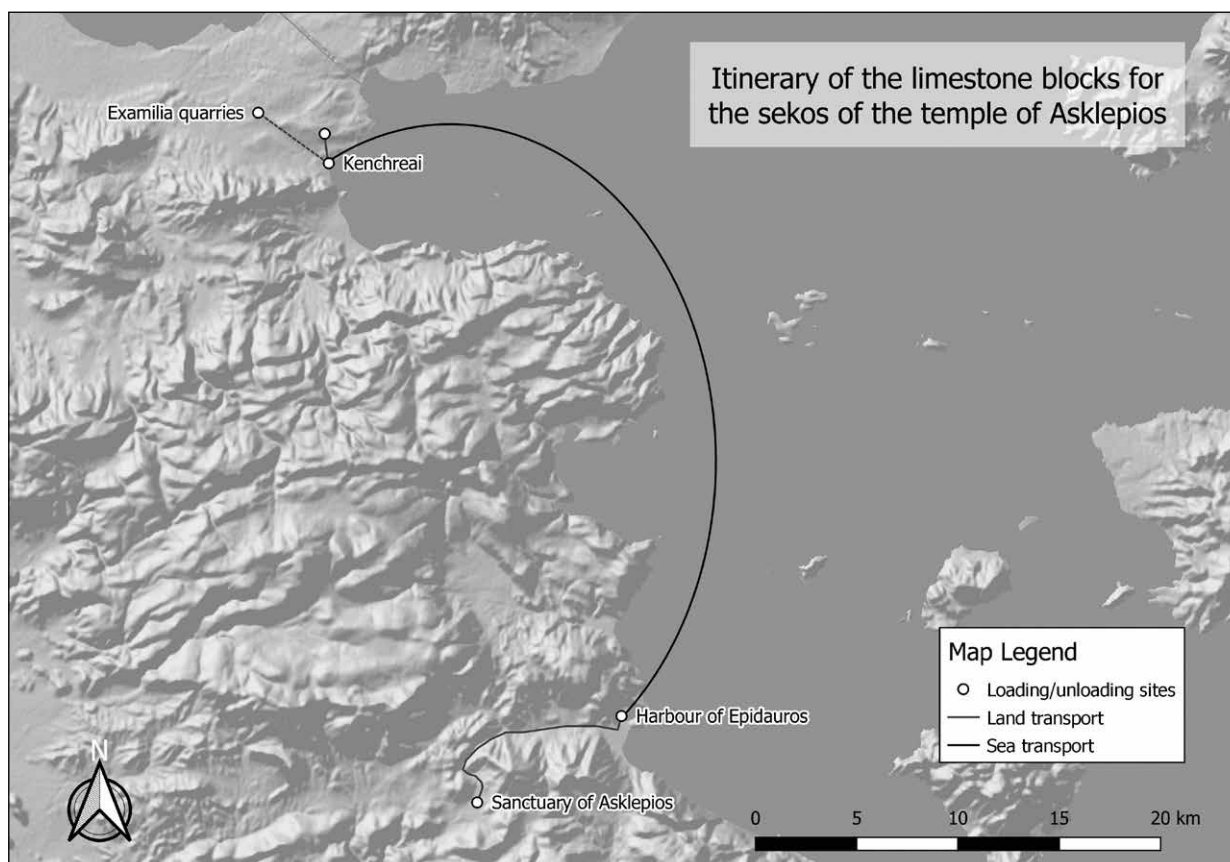 Itinerary of the limestone blocks for
the sekos of the temple of Asklepios
Examilia quarries
Kenchreai
Harbour of Epidauros
Sanctuary of Asklepios
Map Legend
Loading/unloading sites
Land transport
Sea transport
N
0 5 10 15 20 km